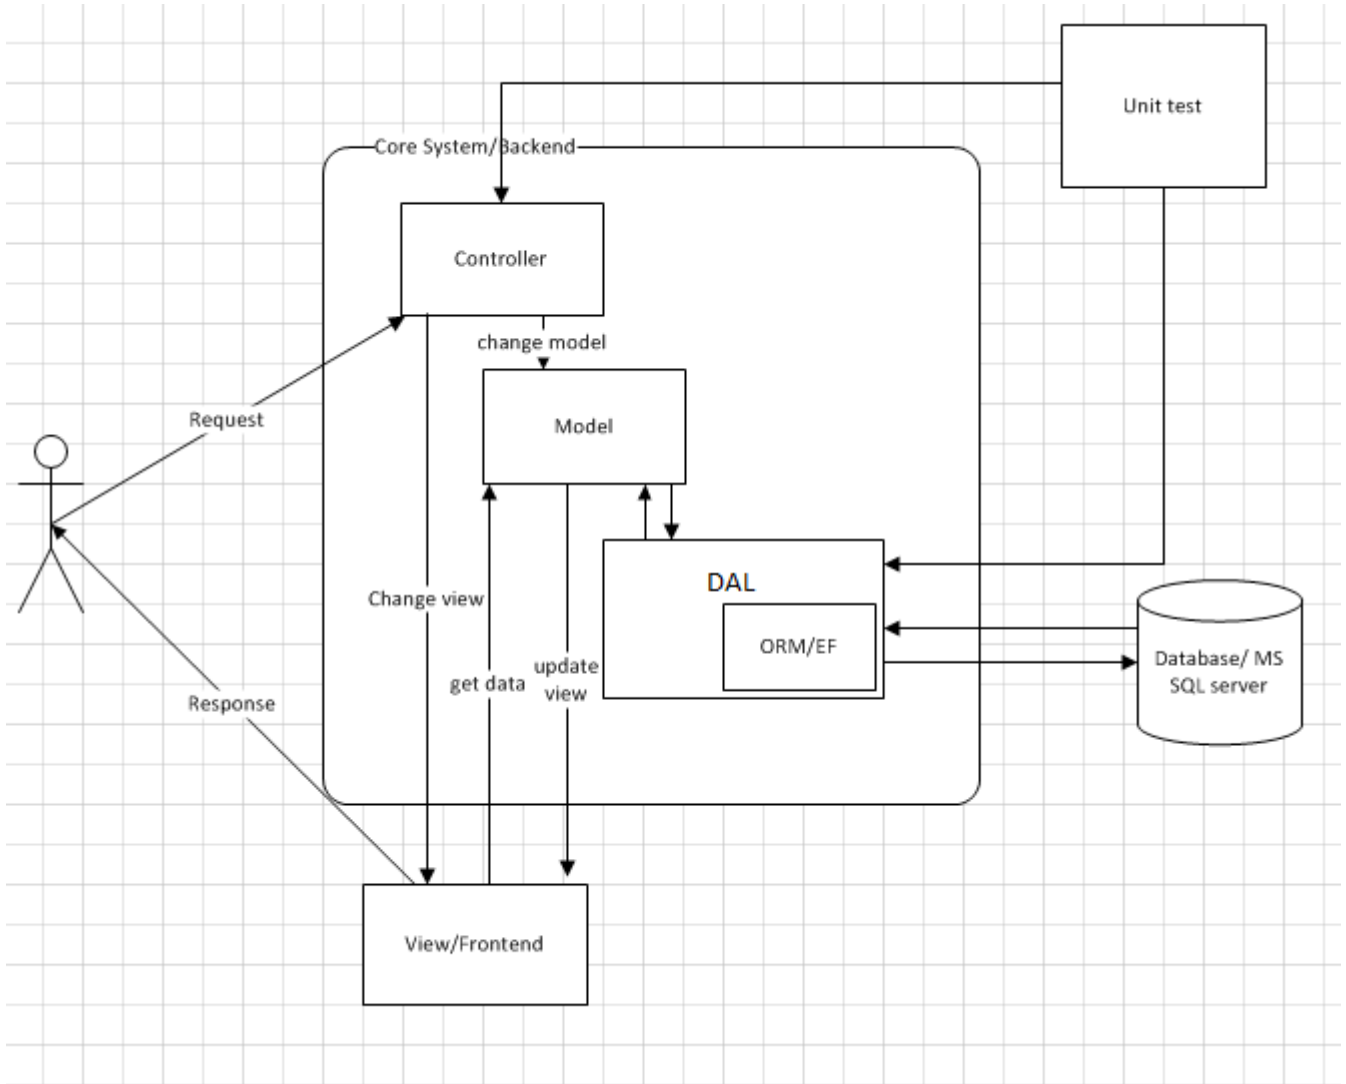 Unit test
Core System/Backend
Controller
change model
Request
Model
Change view
DAL
ORM/EF
Database/ MS
SQL server
get data
update
view
Response
View/Frontend